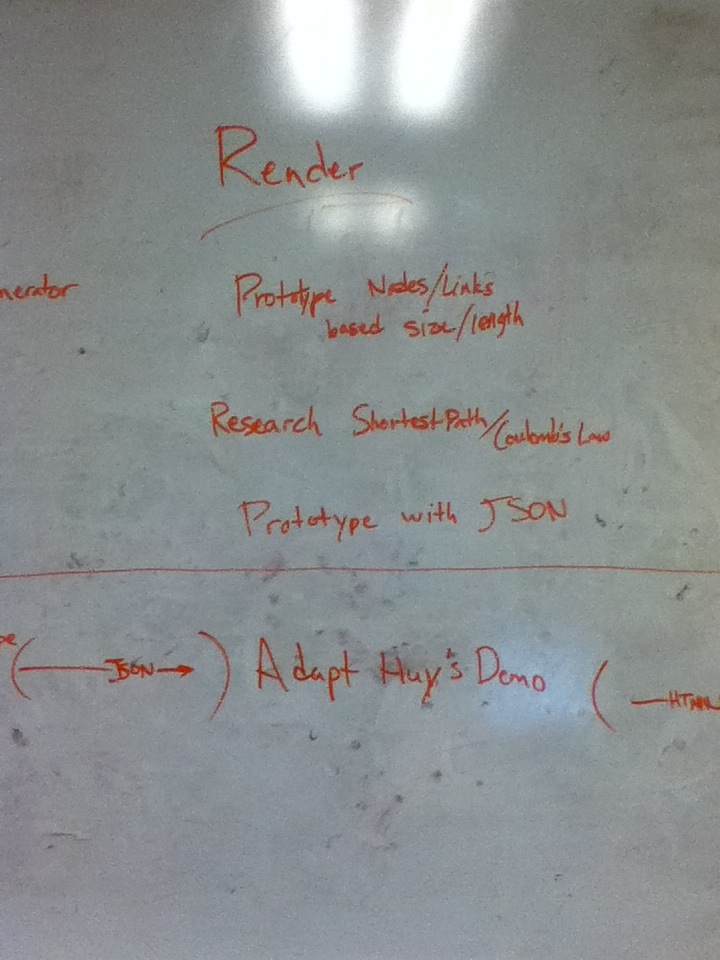 Render
nerator
Prototype Nodes/Links
based size/length
Research Shortest Path/Coulomb's Law
Prototype with JSON
pe
(—JSON→) Adapt Huy's Demo (—HTML